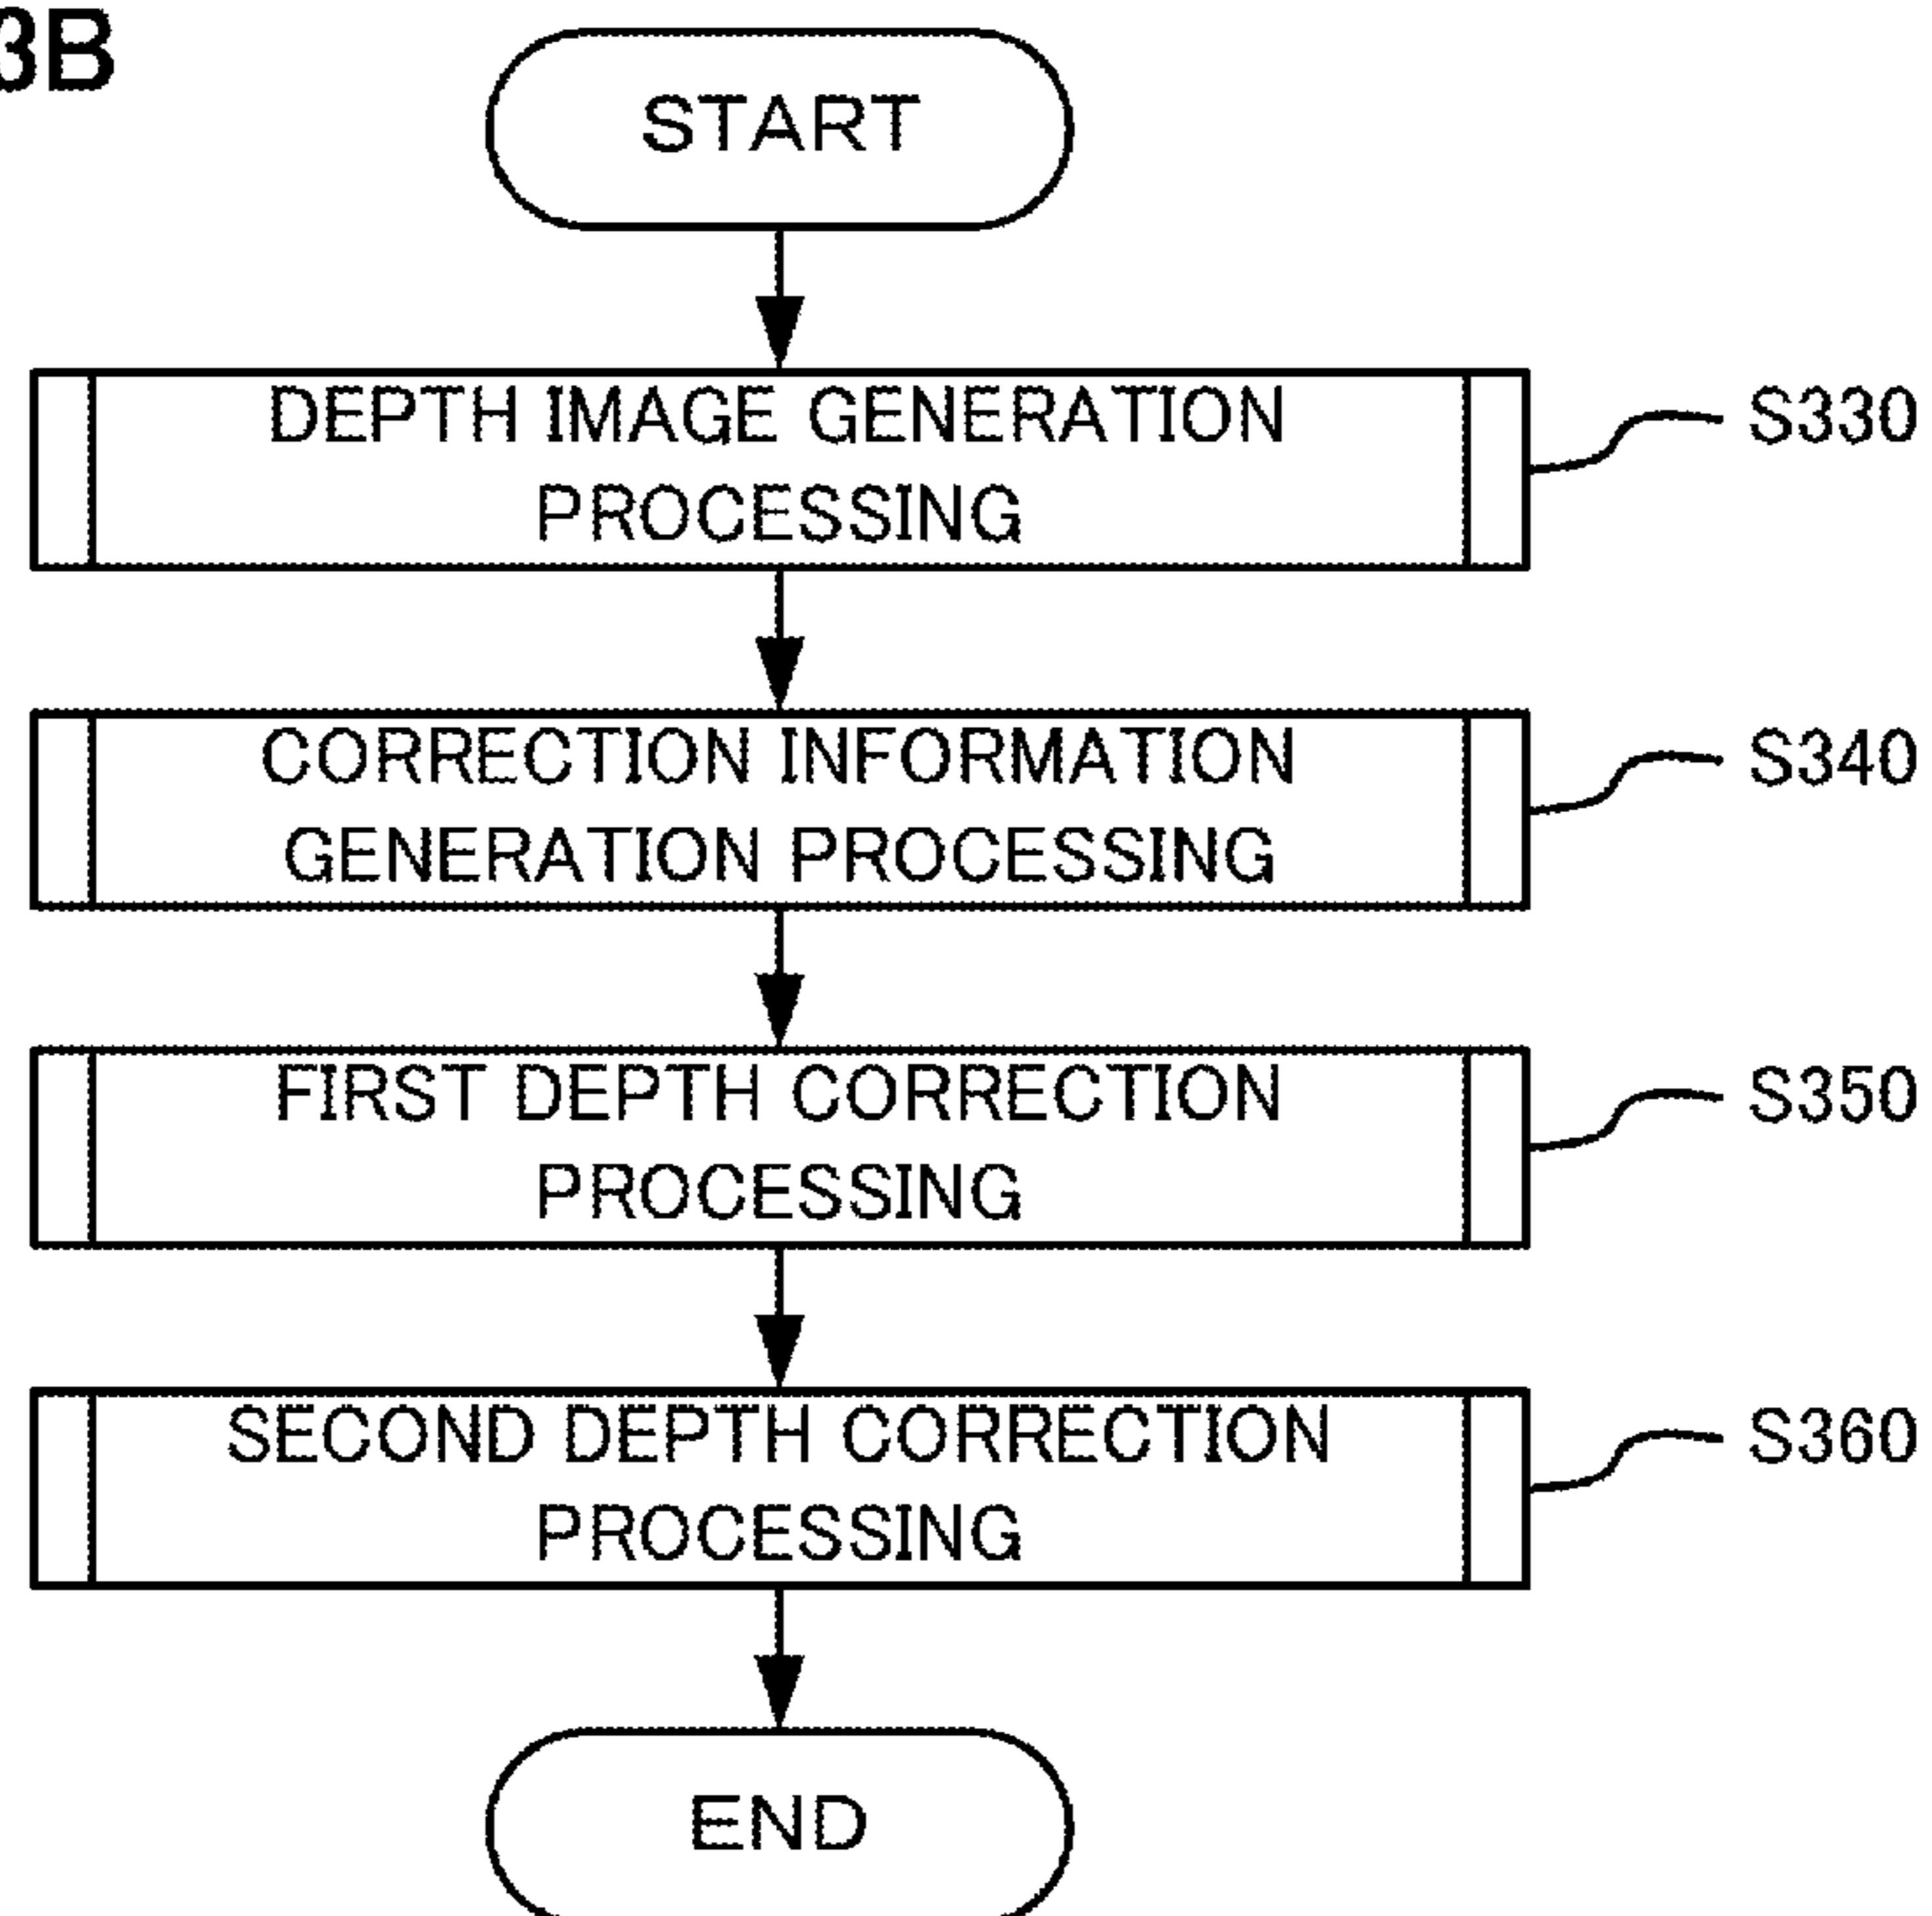 3B
START
DEPTH IMAGE GENERATION
PROCESSING
S330
CORRECTION INFORMATION
GENERATION PROCESSING
S340
FIRST DEPTH CORRECTION
PROCESSING
S350
SECOND DEPTH CORRECTION
PROCESSING
S360
END